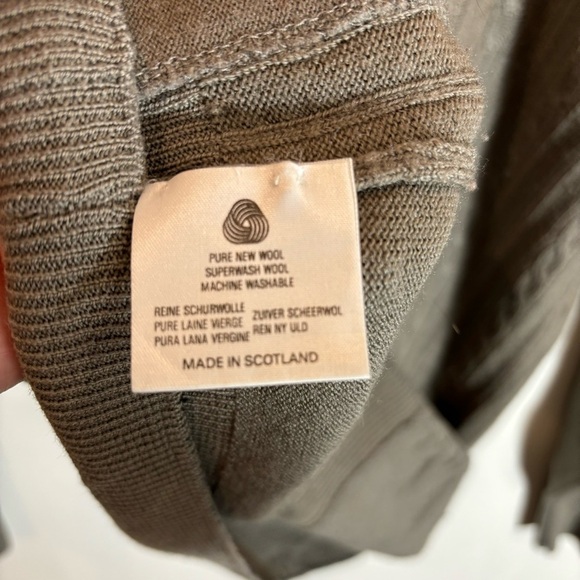 PURE NEW WOOL
SUPERWASH WOOL
MACHINE WASHABLE
REINE SCHURWOLLE
PURE LAINE VIERGE
PURA LANA VERGINE
ZUIVER SCHEERWOL
REN NY ULD
MADE IN SCOTLAND